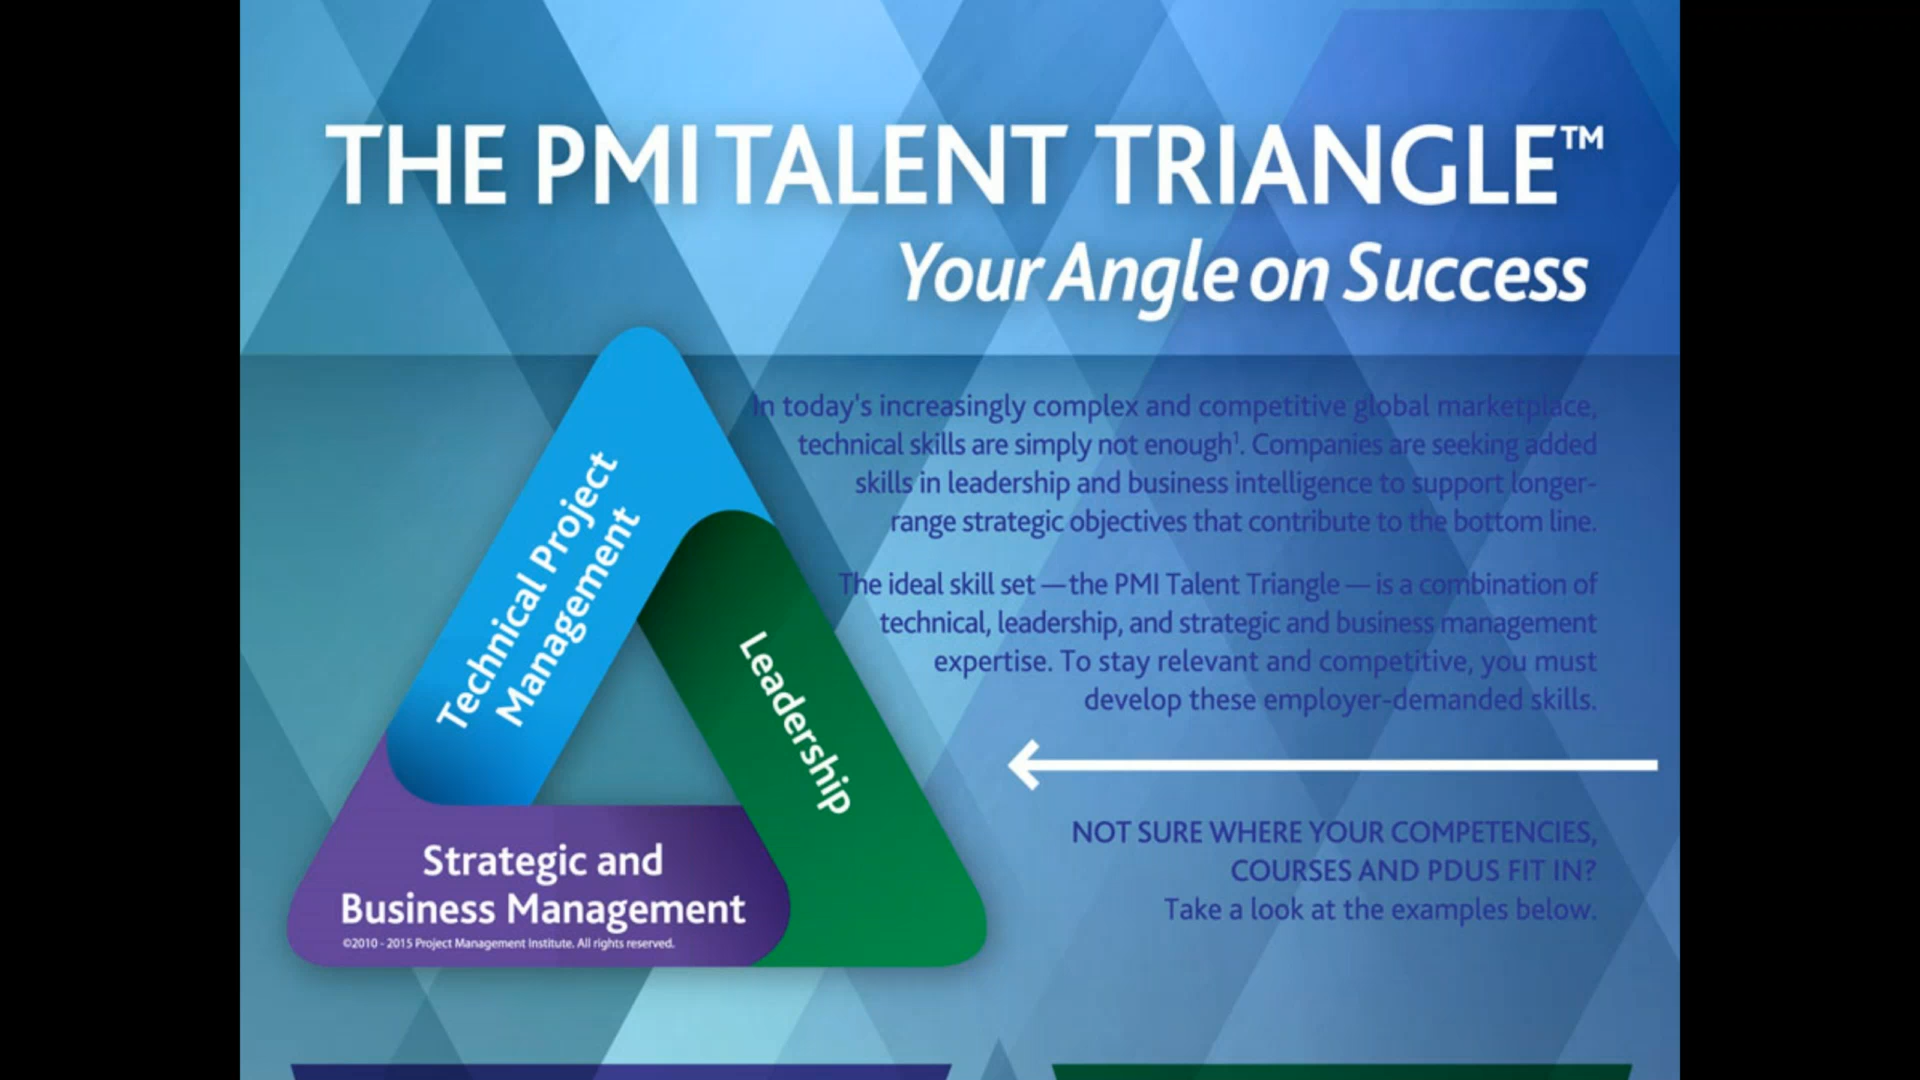 THE PMI TALENT TRIANGLE™
Your Angle on Success
In today's increasingly complex and competitive global marketplace,
technical skills are simply not enough¹. Companies are seeking added
skills in leadership and business intelligence to support longer-
range strategic objectives that contribute to the bottom line.
The ideal skill set — the PMI Talent Triangle — is a combination of
technical, leadership, and strategic and business management
expertise. To stay relevant and competitive, you must
develop these employer-demanded skills.
Technical Project
Management
Leadership
Strategic and
Business Management
©2010 - 2015 Project Management Institute. All rights reserved.
NOT SURE WHERE YOUR COMPETENCIES,
COURSES AND PDUS FIT IN?
Take a look at the examples below.